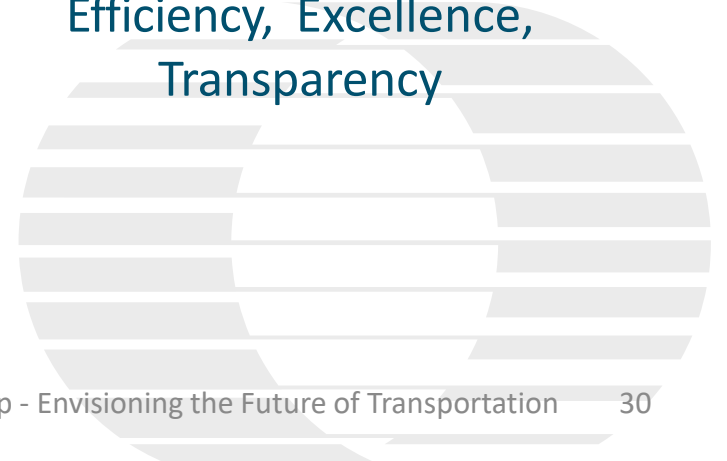 Efficiency, Excellence,
Transparency
p - Envisioning the Future of Transportation 30